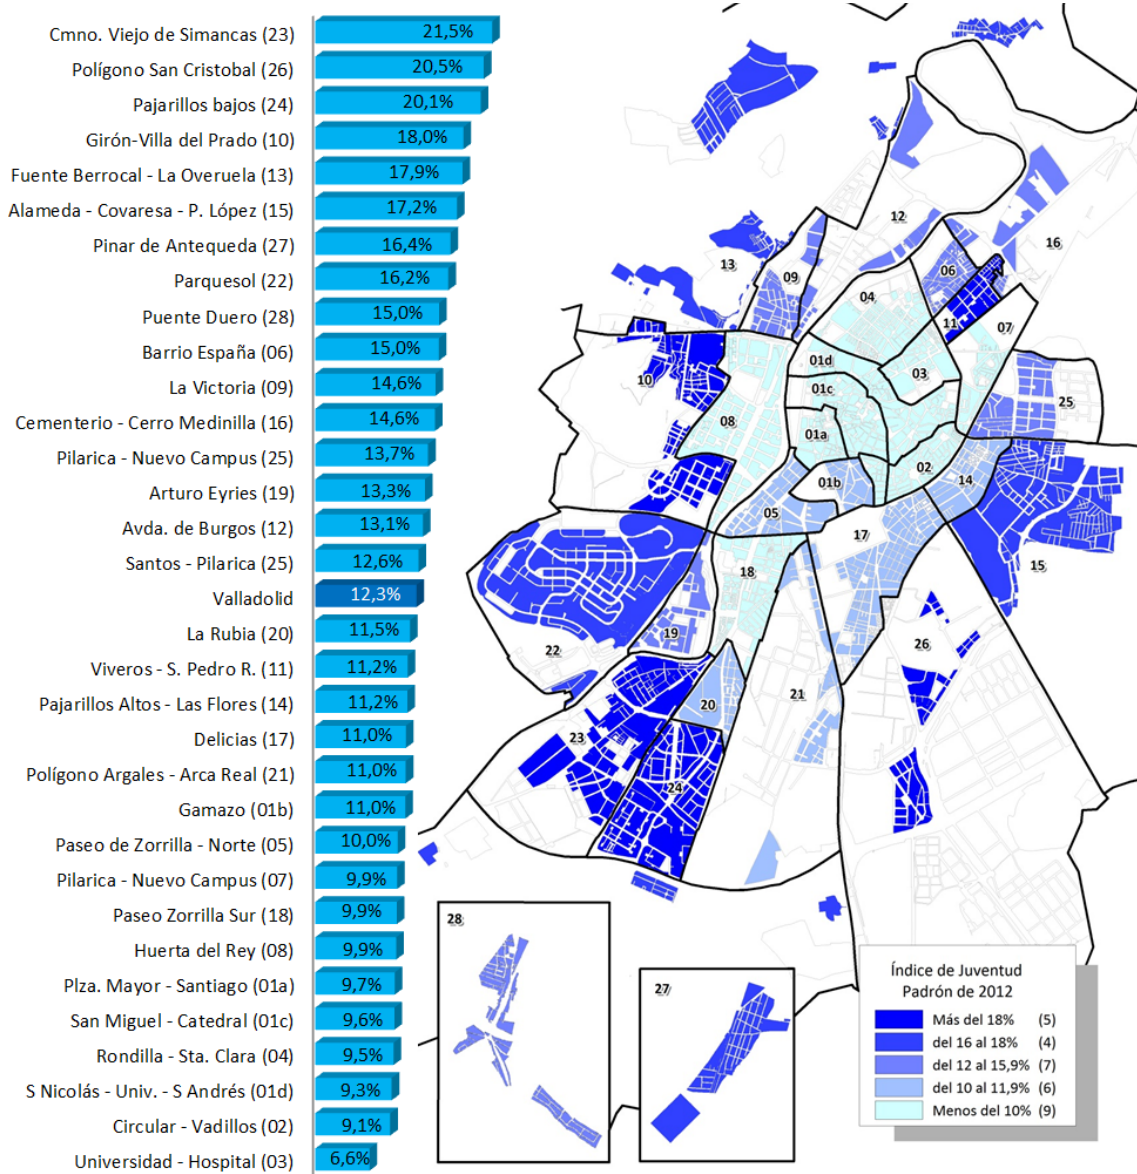 Cmno. Viejo de Simancas (23) 21,5%
Polígono San Cristobal (26) 20,5%
Pajarillos bajos (24) 20,1%
Girón-Villa del Prado (10) 18,0%
Fuente Berrocal - La Overuela (13) 17,9%
Alameda - Covaresa - P. López (15) 17,2%
Pinar de Antequeda (27) 16,4%
Parquesol (22) 16,2%
Puente Duero (28) 15,0%
Barrio España (06) 15,0%
La Victoria (09) 14,6%
Cementerio - Cerro Medinilla (16) 14,6%
Pilarica - Nuevo Campus (25) 13,7%
Arturo Eyries (19) 13,3%
Avda. de Burgos (12) 13,1%
Santos - Pilarica (25) 12,6%
Valladolid 12,3%
La Rubia (20) 11,5%
Viveros - S. Pedro R. (11) 11,2%
Pajarillos Altos - Las Flores (14) 11,2%
Delicias (17) 11,0%
Polígono Argales - Arca Real (21) 11,0%
Gamazo (01b) 11,0%
Paseo de Zorrilla - Norte (05) 10,0%
Pilarica - Nuevo Campus (07) 9,9%
Paseo Zorrilla Sur (18) 9,9%
Huerta del Rey (08) 9,9%
Plza. Mayor - Santiago (01a) 9,7%
San Miguel - Catedral (01c) 9,6%
Rondilla - Sta. Clara (04) 9,5%
S Nicolás - Univ. - S Andrés (01d) 9,3%
Circular - Vadillos (02) 9,1%
Universidad - Hospital (03) 6,6%
12
16
13
09
06
04
11
07
01d
03
10
01c
25
08
01a
02
01b
14
05
17
18
15
19
26
22
21
20
23
24
28
27
Índice de Juventud
Padrón de 2012
Más del 18% (5)
del 16 al 18% (4)
del 12 al 15,9% (7)
del 10 al 11,9% (6)
Menos del 10% (9)